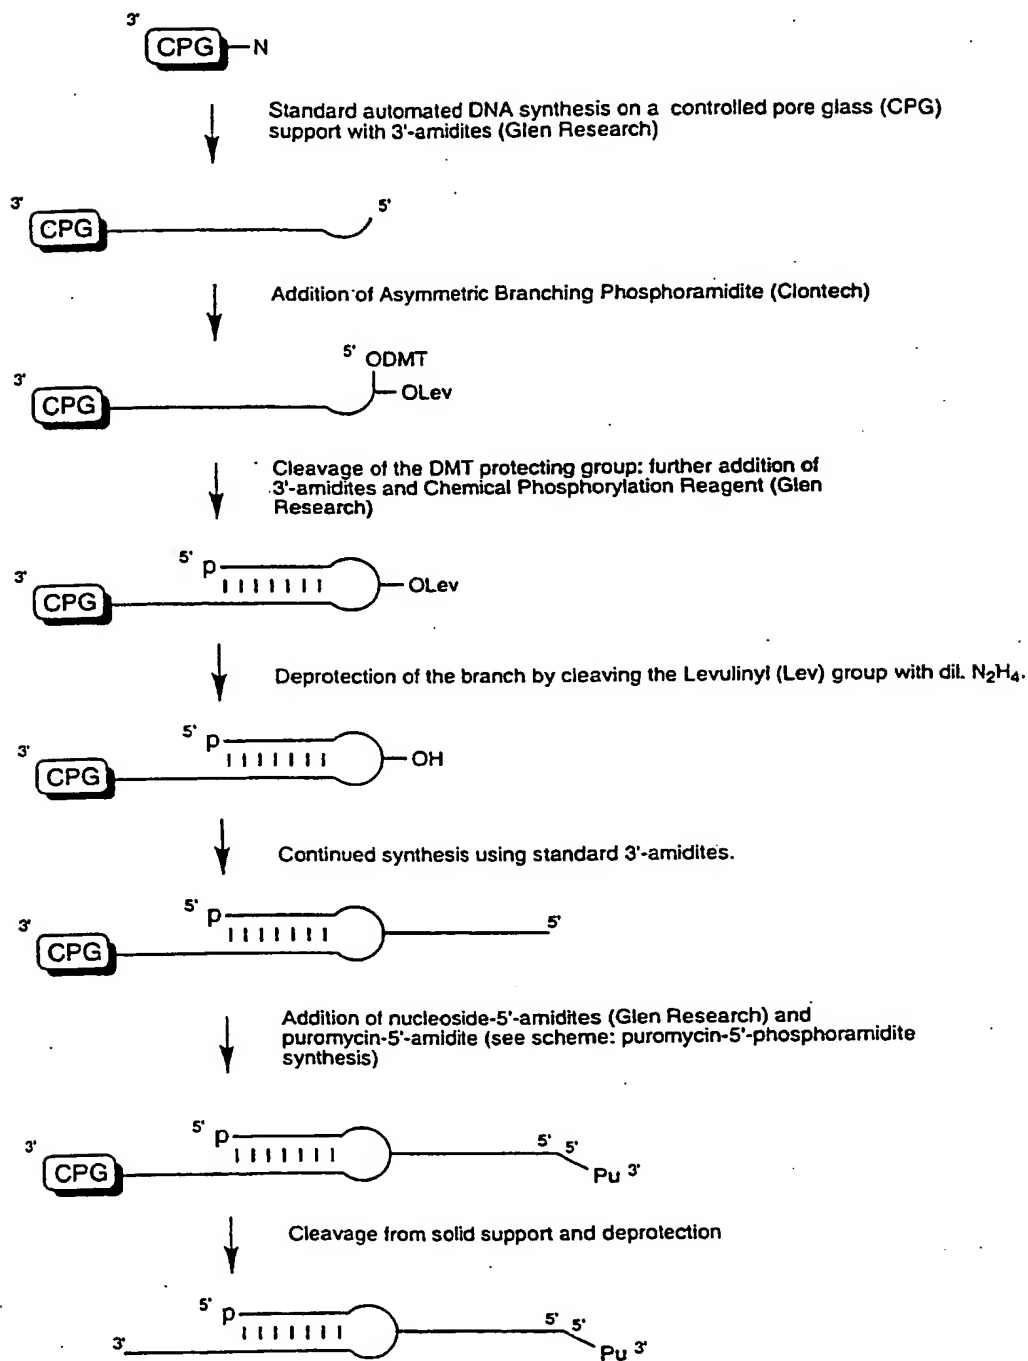 3'
CPG N
Standard automated DNA synthesis on a controlled pore glass (CPG)
support with 3'-amidites (Glen Research)
3' 5'
CPG
Addition of Asymmetric Branching Phosphoramidite (Clontech)
5' ODMT
3'
CPG OLev
Cleavage of the DMT protecting group: further addition of
3'-amidites and Chemical Phosphorylation Reagent (Glen
Research)
5' p
3'
CPG OLev
Deprotection of the branch by cleaving the Levulinyl (Lev) group with dil. N₂H₄.
5' p
3'
CPG OH
Continued synthesis using standard 3'-amidites.
5' p
3' 5'
CPG
Addition of nucleoside-5'-amidites (Glen Research) and
puromycin-5'-amidite (see scheme: puromycin-5'-phosphoramidite
synthesis)
5' p
3' 5' 5'
CPG Pu 3'
Cleavage from solid support and deprotection
5' p
5' 5'
3' Pu 3'